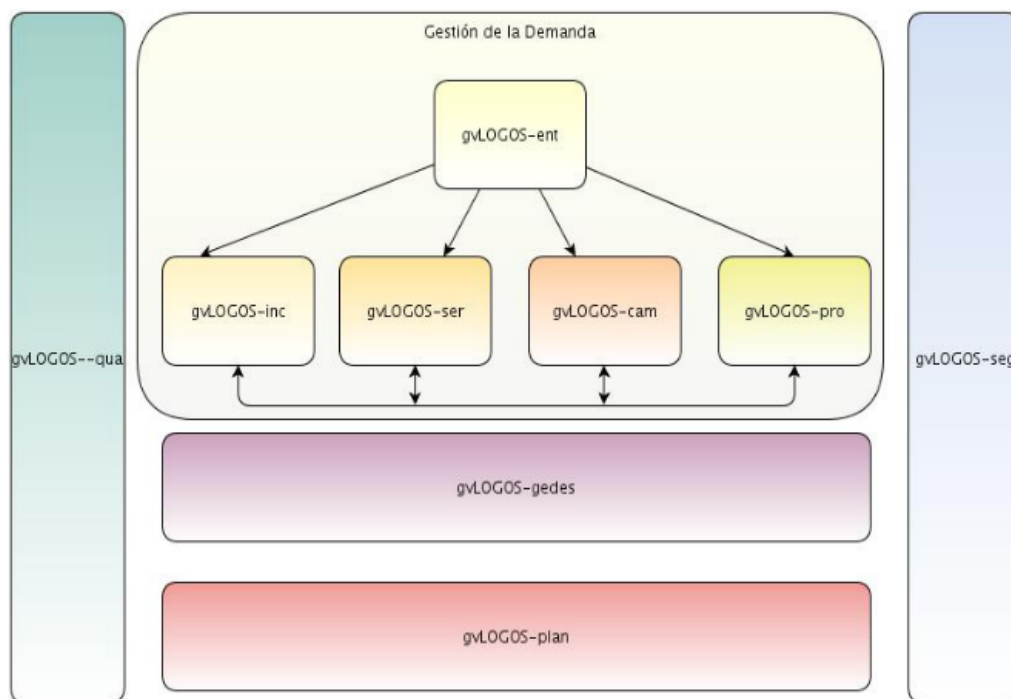 Gestión de la Demanda
gvLOGOS-ent
gvLOGOS-inc
gvLOGOS-ser
gvLOGOS-cam
gvLOGOS-pro
gvLOGOS--qua
gvLOGOS-seg
gvLOGOS-gedes
gvLOGOS-plan